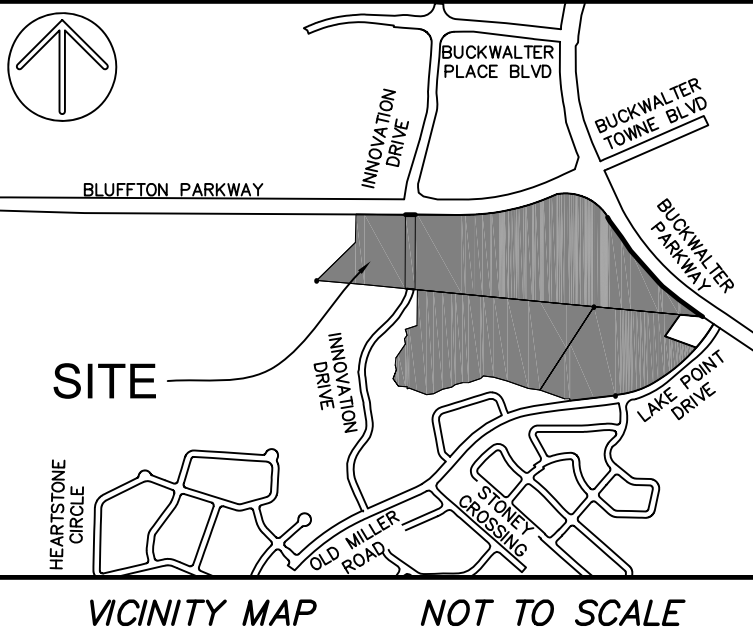 BUCKWALTER
PLACE BLVD
BUCKWALTER
TOWNE BLVD
INNOVATION
DRIVE
BLUFFTON PARKWAY
BUCKWALTER
PARKWAY
SITE
INNOVATION
DRIVE
LAKE POINT
DRIVE
HEARTSTONE
CIRCLE
STONEY
CROSSING
OLD MILLER
ROAD
VICINITY MAP NOT TO SCALE